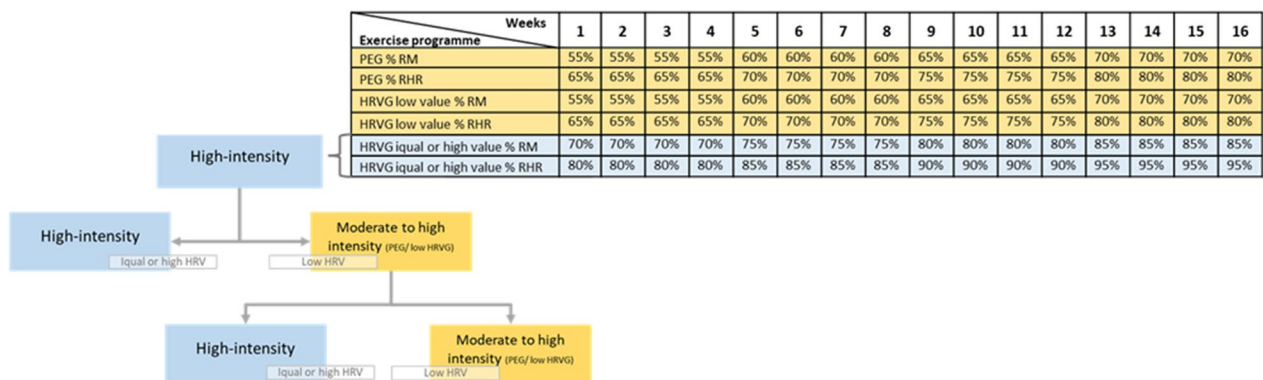 Weeks 1 2 3 4 5 6 7 8 9 10 11 12 13 14 15 16
Exercise programme
PEG % RM 55% 55% 55% 55% 60% 60% 60% 60% 65% 65% 65% 65% 70% 70% 70% 70%
PEG % RHR 65% 65% 65% 65% 70% 70% 70% 70% 75% 75% 75% 75% 80% 80% 80% 80%
HRVG low value % RM 55% 55% 55% 55% 60% 60% 60% 60% 65% 65% 65% 65% 70% 70% 70% 70%
HRVG low value % RHR 65% 65% 65% 65% 70% 70% 70% 70% 75% 75% 75% 75% 80% 80% 80% 80%
HRVG iqual or high value % RM 70% 70% 70% 70% 75% 75% 75% 75% 80% 80% 80% 80% 85% 85% 85% 85%
HRVG iqual or high value % RHR 80% 80% 80% 80% 85% 85% 85% 85% 90% 90% 90% 90% 95% 95% 95% 95%
High-intensity
High-intensity
Iqual or high HRV
Moderate to high
intensity (PEG/ low HRVG)
Low HRV
High-intensity
Iqual or high HRV
Moderate to high
intensity (PEG/ low HRVG)
Low HRV